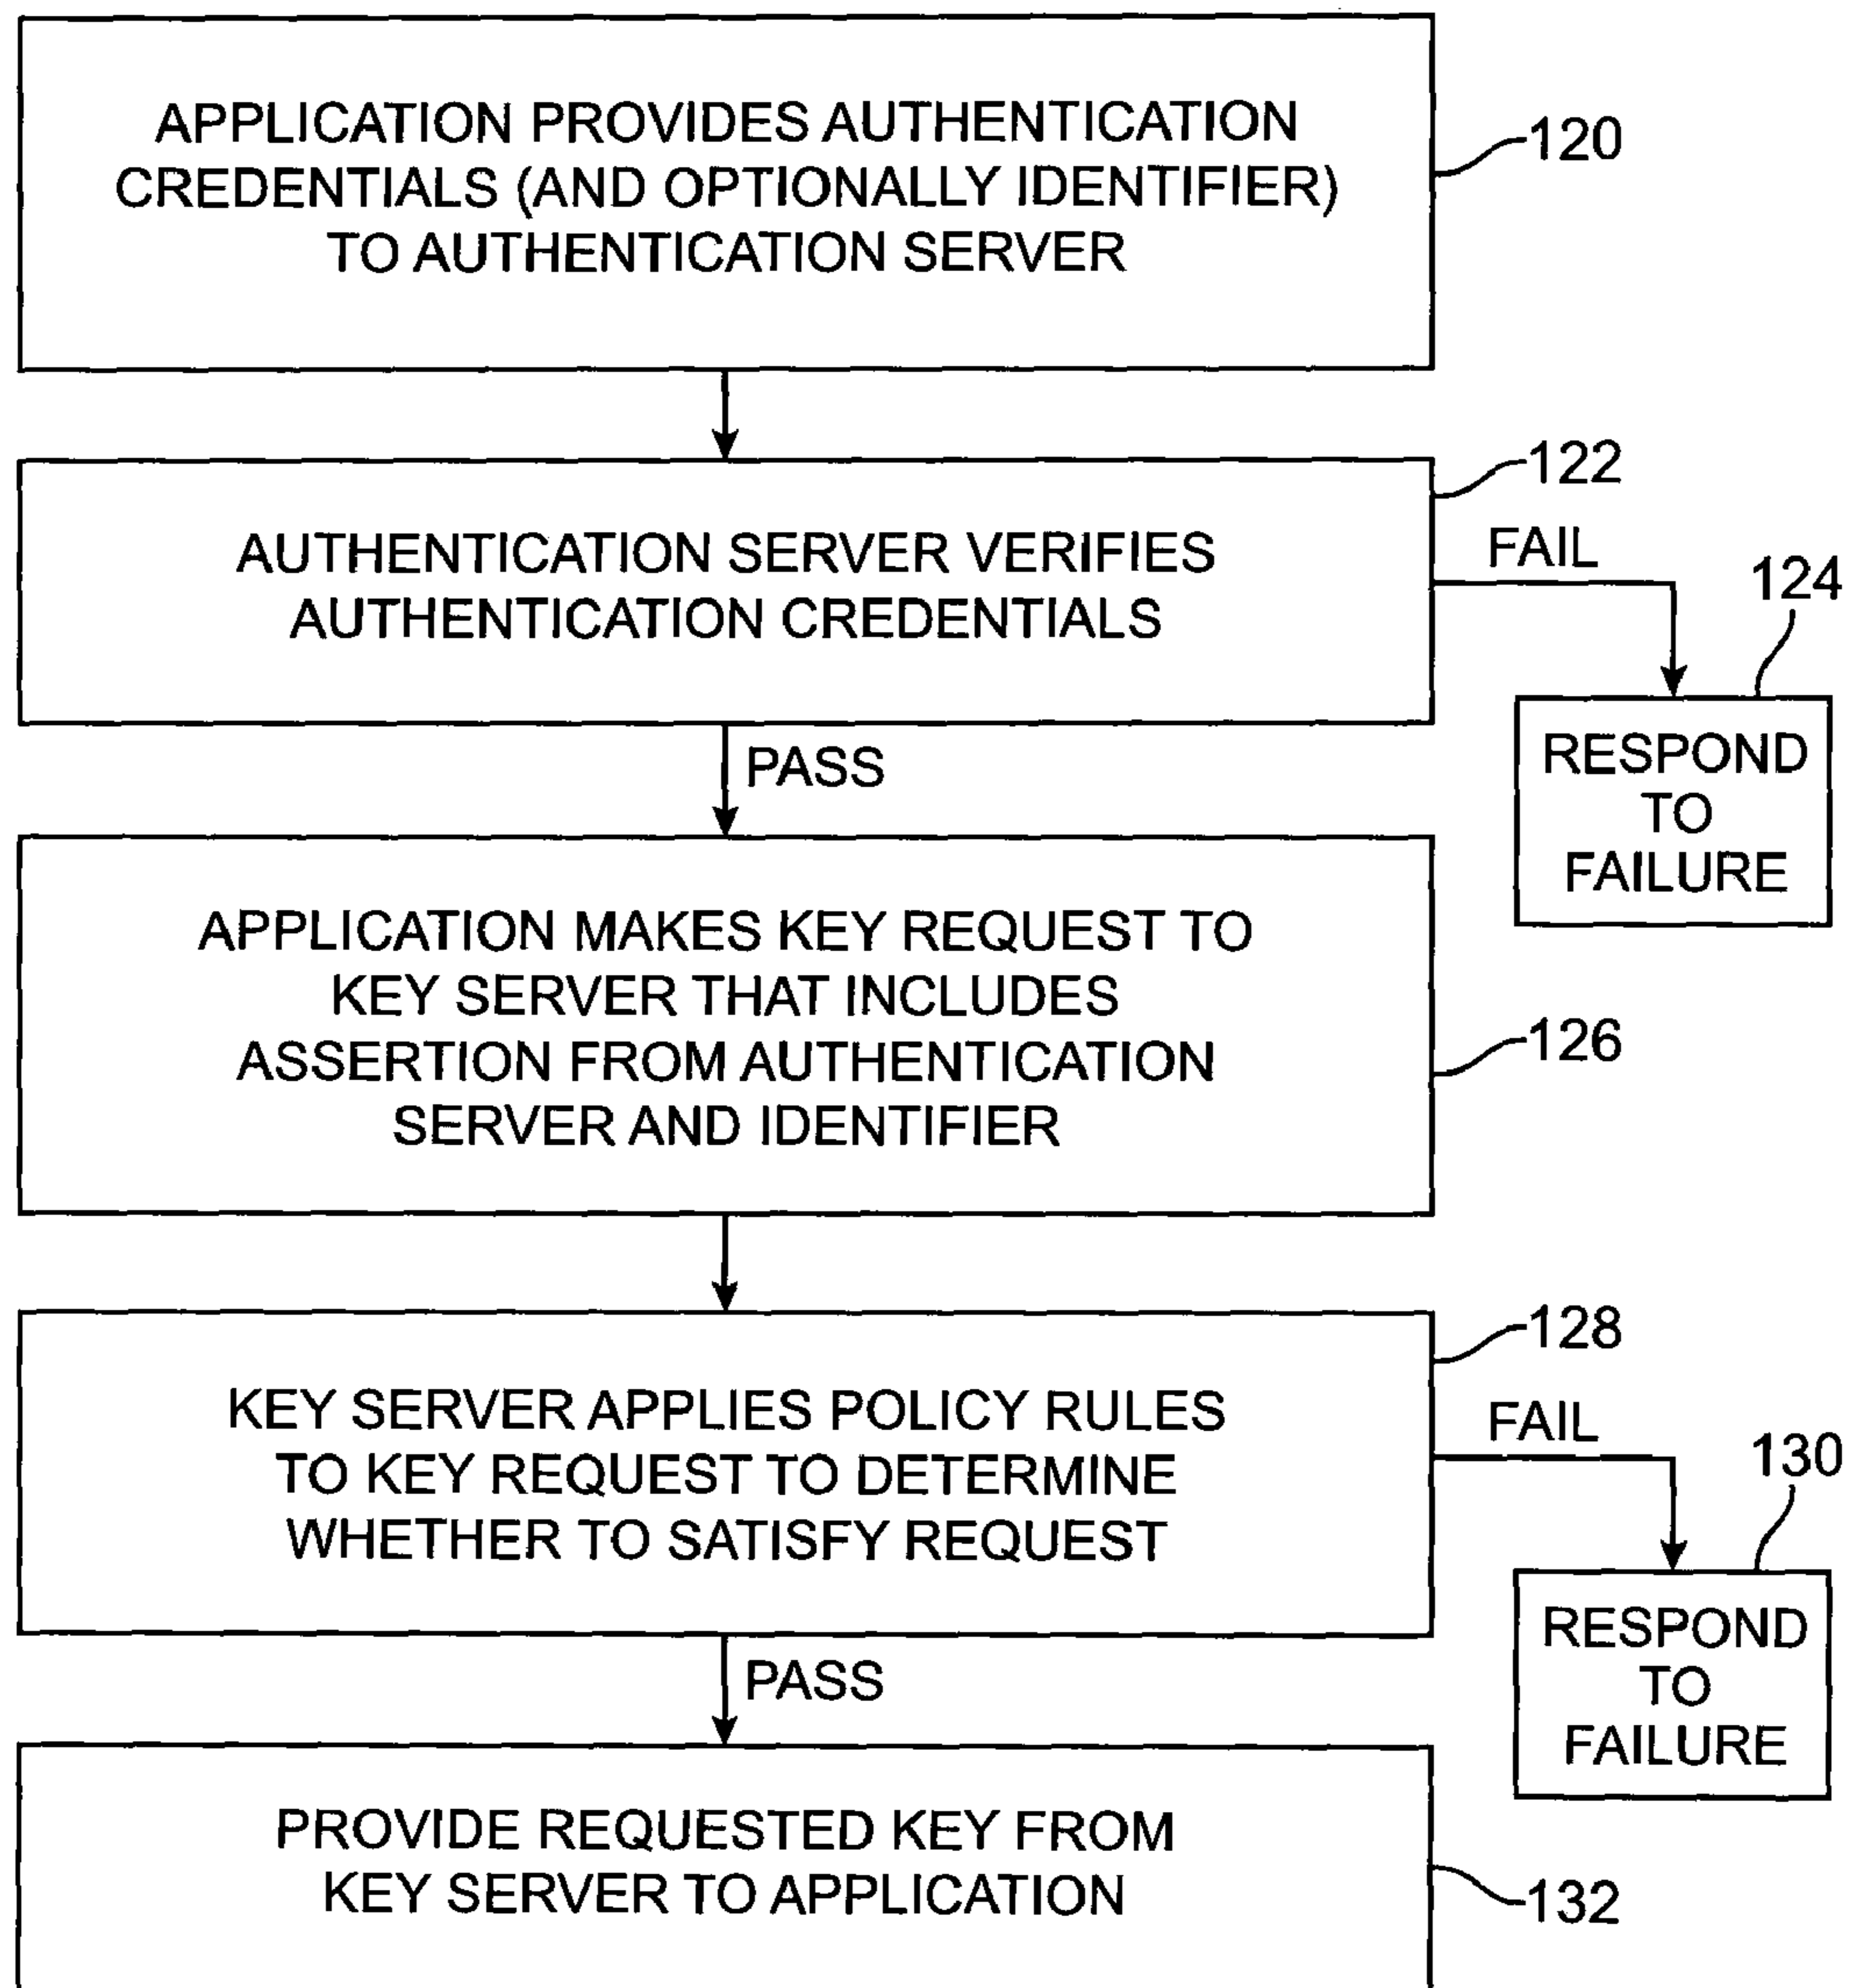 APPLICATION PROVIDES AUTHENTICATION
CREDENTIALS (AND OPTIONALLY IDENTIFIER)
TO AUTHENTICATION SERVER
120
122
AUTHENTICATION SERVER VERIFIES
AUTHENTICATION CREDENTIALS
FAIL
124
RESPOND
TO
FAILURE
PASS
APPLICATION MAKES KEY REQUEST TO
KEY SERVER THAT INCLUDES
ASSERTION FROM AUTHENTICATION
SERVER AND IDENTIFIER
126
128
KEY SERVER APPLIES POLICY RULES
TO KEY REQUEST TO DETERMINE
WHETHER TO SATISFY REQUEST
FAIL
130
RESPOND
TO
FAILURE
PASS
PROVIDE REQUESTED KEY FROM
KEY SERVER TO APPLICATION
132